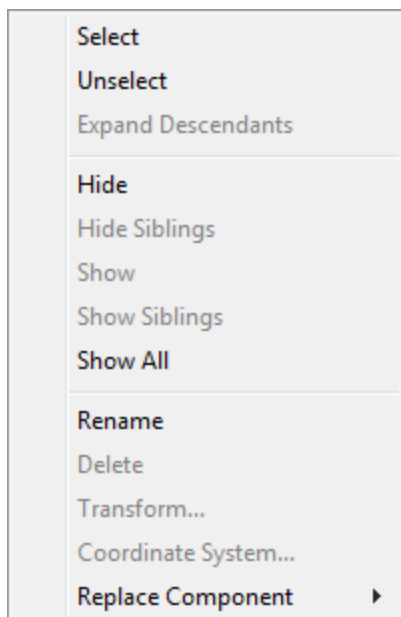 Select
Unselect
Expand Descendants
Hide
Hide Siblings
Show
Show Siblings
Show All
Rename
Delete
Transform...
Coordinate System...
Replace Component